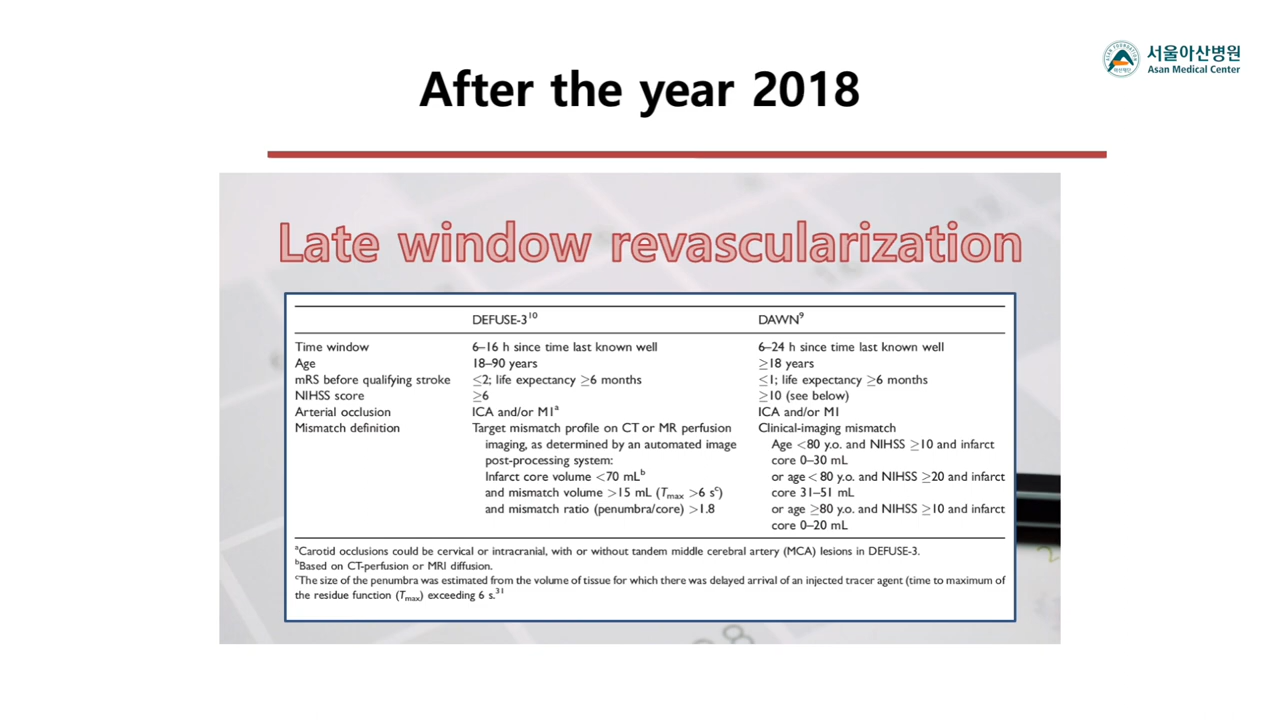 서울아산병원
Asan Medical Center
After the year 2018
Late window revascularization
DEFUSE-3¹⁰ DAWN⁹
Time window 6–16 h since time last known well 6–24 h since time last known well
Age 18–90 years ≥18 years
mRS before qualifying stroke ≤2; life expectancy ≥6 months ≤1; life expectancy ≥6 months
NIHSS score ≥6 ≥10 (see below)
Arterial occlusion ICA and/or M1ᵃ ICA and/or M1
Mismatch definition Target mismatch profile on CT or MR perfusion Clinical-imaging mismatch
imaging, as determined by an automated image Age <80 y.o. and NIHSS ≥10 and infarct
post-processing system: core 0–30 mL
Infarct core volume <70 mLᵇ or age< 80 y.o. and NIHSS ≥20 and infarct
and mismatch volume >15 mL (Tmax >6 sᶜ) core 31–51 mL
and mismatch ratio (penumbra/core) >1.8 or age ≥80 y.o. and NIHSS ≥10 and infarct
core 0–20 mL
ᵃCarotid occlusions could be cervical or intracranial, with or without tandem middle cerebral artery (MCA) lesions in DEFUSE-3.
ᵇBased on CT-perfusion or MRI diffusion.
ᶜThe size of the penumbra was estimated from the volume of tissue for which there was delayed arrival of an injected tracer agent (time to maximum of
the residue function (Tmax) exceeding 6 s.³¹